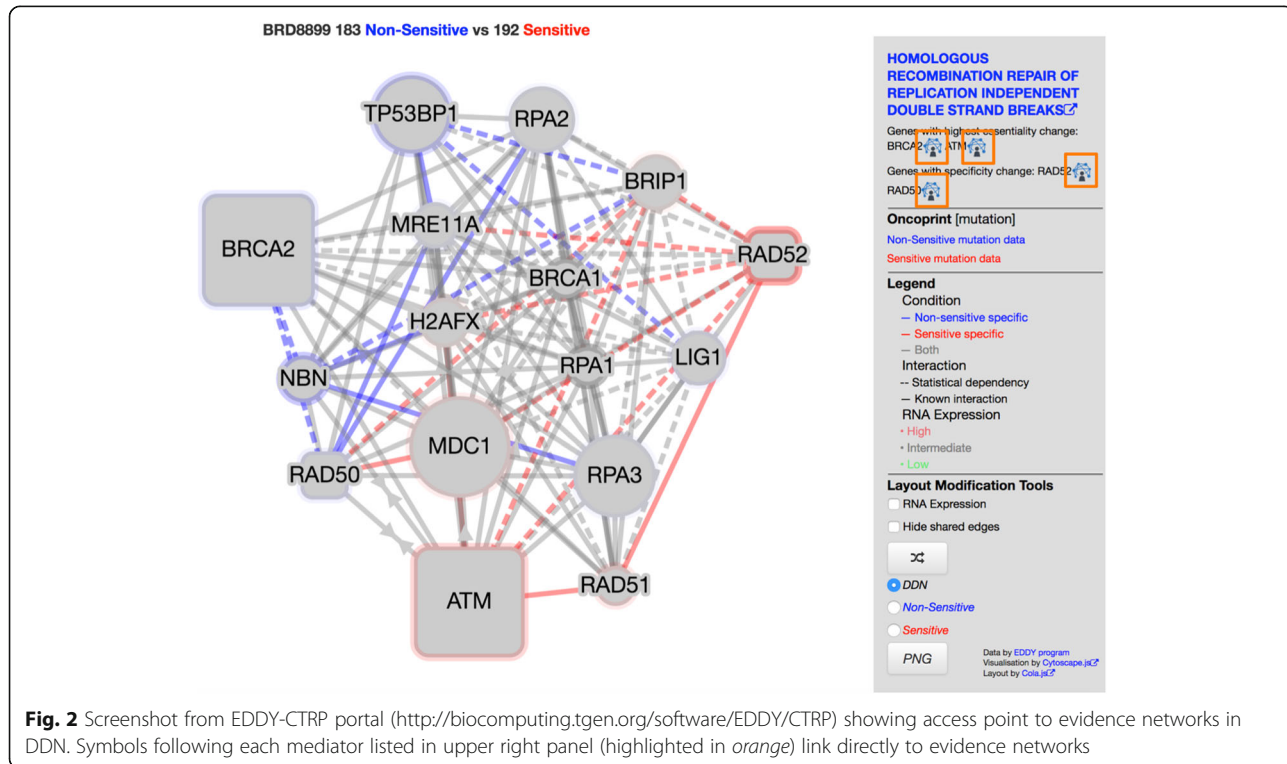 BRD8899 183 Non-Sensitive vs 192 Sensitive
TP53BP1
RPA2
BRIP1
MRE11A
BRCA2
RAD52
BRCA1
H2AFX
LIG1
RPA1
NBN
MDC1
RAD50
RPA3
RAD51
ATM
HOMOLOGOUS
RECOMBINATION REPAIR OF
REPLICATION INDEPENDENT
DOUBLE STRAND BREAKS
Genes with highest essentiality change:
BRCA2 ATM
Genes with specificity change: RAD52
RAD50
Oncoprint [mutation]
Non-Sensitive mutation data
Sensitive mutation data
Legend
Condition
— Non-sensitive specific
— Sensitive specific
— Both
Interaction
-- Statistical dependency
— Known interaction
RNA Expression
• High
• Intermediate
• Low
Layout Modification Tools
RNA Expression
Hide shared edges
DDN
Non-Sensitive
Sensitive
PNG
Data by EDDY program
Visualisation by Cytoscape.js
Layout by Cola.js
Fig. 2 Screenshot from EDDY-CTRP portal (http://biocomputing.tgen.org/software/EDDY/CTRP) showing access point to evidence networks in
DDN. Symbols following each mediator listed in upper right panel (highlighted in orange) link directly to evidence networks